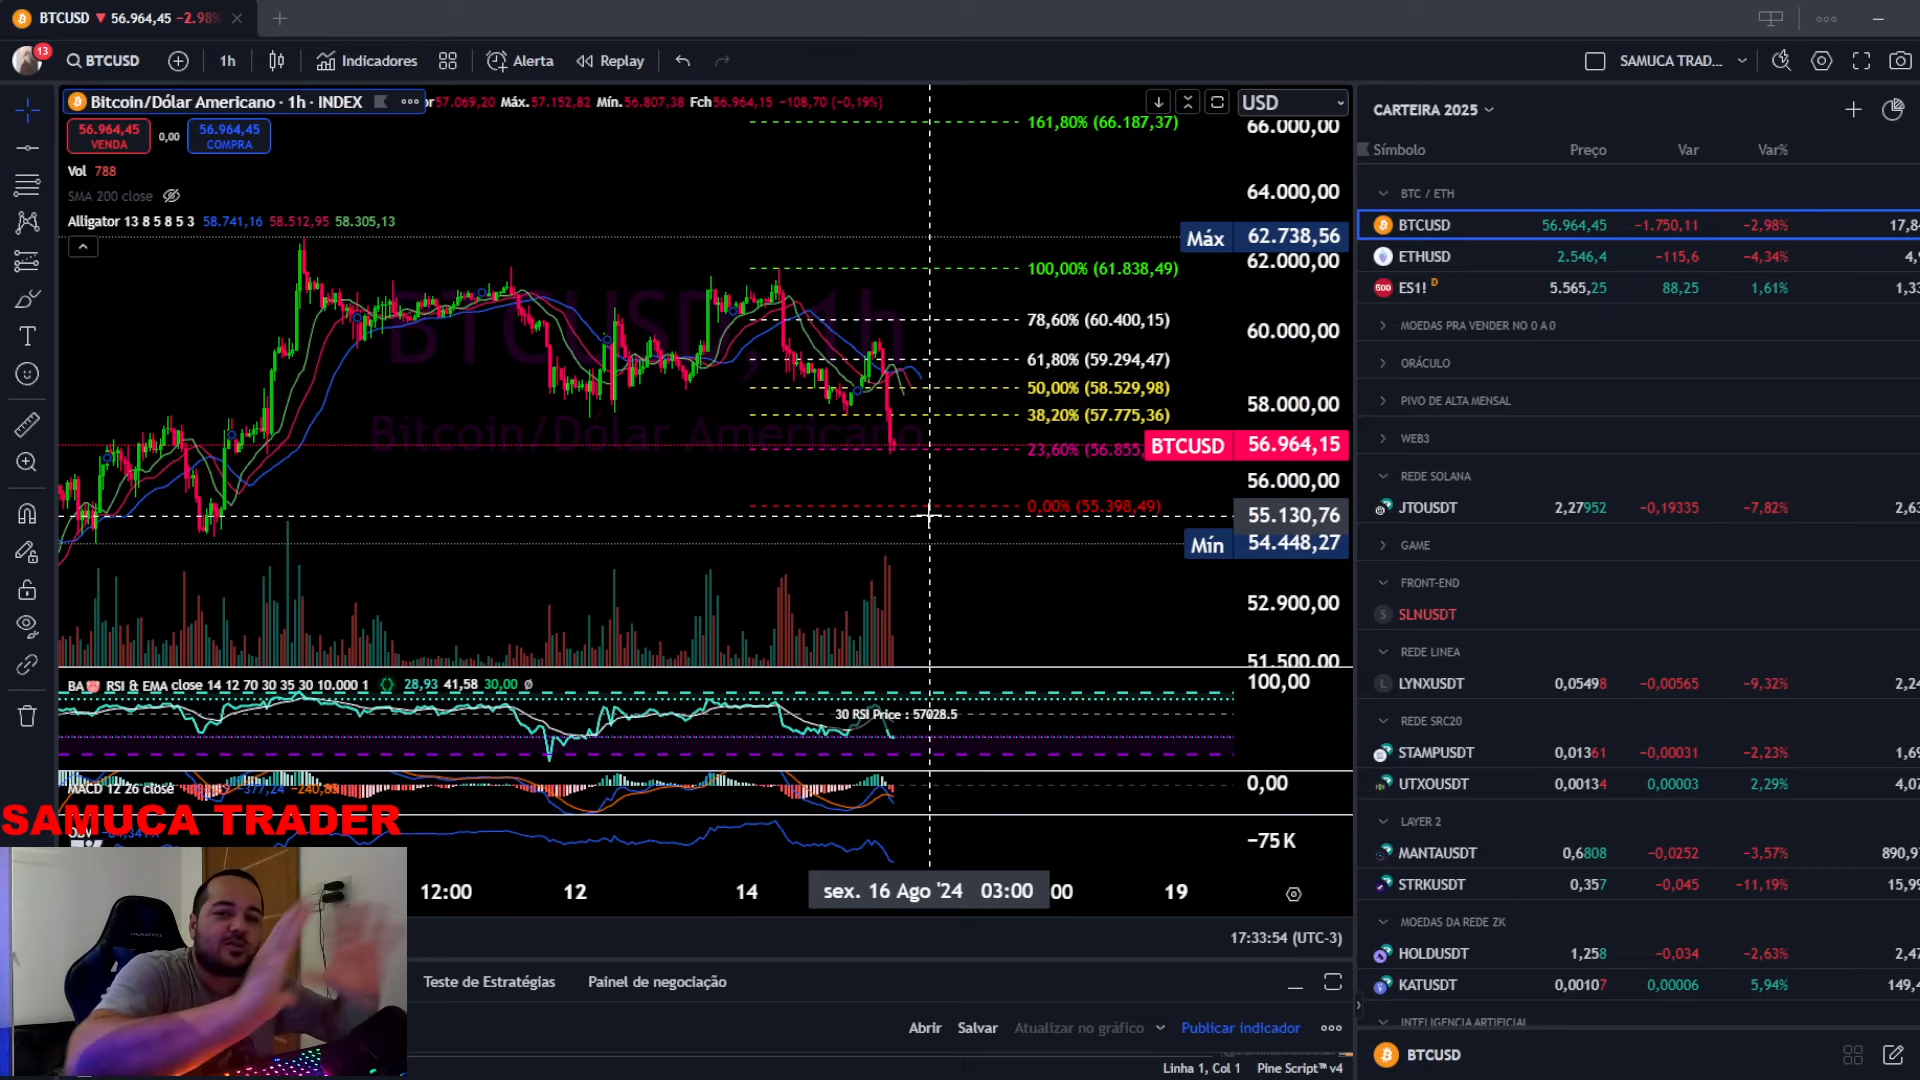 BTCUSD ▼ 56.964,45 −2.98%
13
BTCUSD
1h
Indicadores
Alerta
Replay
SAMUCA TRAD...
Bitcoin/Dólar Americano · 1h · INDEX
57.069,20 Máx. 57.152,82 Mín. 56.807,38 Fch 56.964,15 −108,70 (−0,19%)
56.964,45
VENDA
0,00
56.964,45
COMPRA
Vol 788
SMA 200 close
Alligator 13 8 5 8 5 3 58.741,16 58.512,95 58.305,13
BTCUSD, 1h
Bitcoin/Dólar Americano
161,80% (66.187,37)
100,00% (61.838,49)
78,60% (60.400,15)
61,80% (59.294,47)
50,00% (58.529,98)
38,20% (57.775,36)
23,60% (56.855,
0,00% (55.398,49)
USD
66.000,00
64.000,00
Máx 62.738,56
62.000,00
60.000,00
58.000,00
BTCUSD 56.964,15
56.000,00
55.130,76
Mín 54.448,27
52.900,00
51.500,00
RSI & EMA close 14 12 70 30 35 30 10.000 1 28,93 41,58 30,00 ø
30 RSI Price : 57028.5
100,00
MACD 12 26 close −377,24 −240,83
0,00
SAMUCA TRADER
−75 K
12:00
12
14
sex. 16 Ago '24 03:00
00
19
17:33:54 (UTC-3)
Teste de Estratégias
Painel de negociação
Abrir
Salvar
Atualizar no gráfico
Publicar indicador
Linha 1, Col 1
Pine Script™ v4
CARTEIRA 2025
Símbolo Preço Var Var%
BTC / ETH
BTCUSD 56.964,45 −1.750,11 −2,98% 17,84
ETHUSD 2.546,4 −115,6 −4,34% 4,9
500 ES1! D 5.565,25 88,25 1,61% 1,33
MOEDAS PRA VENDER NO 0 A 0
ORÁCULO
PIVO DE ALTA MENSAL
WEB3
REDE SOLANA
JTOUSDT 2,27952 −0,19335 −7,82% 2,63
GAME
FRONT-END
S SLNUSDT
REDE LINEA
L LYNXUSDT 0,05498 −0,00565 −9,32% 2,24
REDE SRC20
STAMPUSDT 0,01361 −0,00031 −2,23% 1,69
UTXOUSDT 0,00134 0,00003 2,29% 4,07
LAYER 2
MANTAUSDT 0,6808 −0,0252 −3,57% 890,97
STRKUSDT 0,357 −0,045 −11,19% 15,99
MOEDAS DA REDE ZK
HOLDUSDT 1,258 −0,034 −2,63% 2,47
KATUSDT 0,00107 0,00006 5,94% 149,4
INTELIGENCIA ARTIFICIAL
BTCUSD